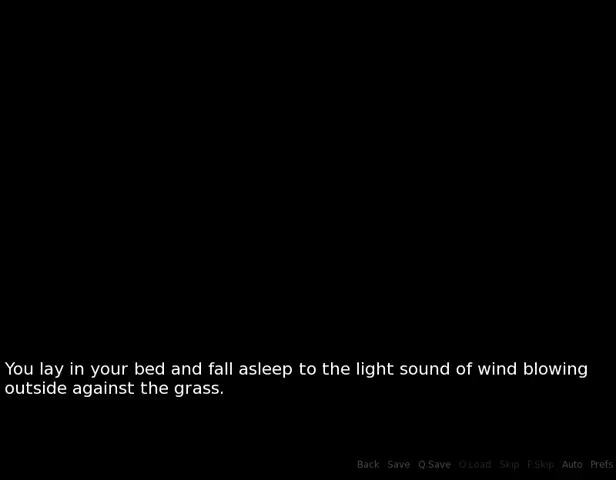 You lay in your bed and fall asleep to the light sound of wind blowing
outside against the grass.
Back Save Q.Save Q.Load Skip F.Skip Auto Prefs